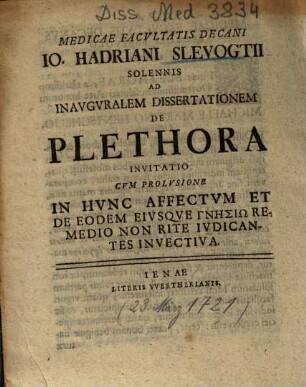 Diss. Med 3834
MEDICAE FACVLTATIS DECANI
IO. HADRIANI SLEVOGTII
SOLENNIS
AD
INAVGVRALEM DISSERTATIONEM
DE
PLETHORA
INVITATIO
CVM PROLVSIONE
IN HVNC AFFECTVM ET
DE EODEM EIVSQVE ΓΝΗΣΙΩ RE-
MEDIO NON RITE IVDICAN-
TES INVECTIVA.
IENAE
LITERIS VVERTHERIANIS.
(23 März 1721)